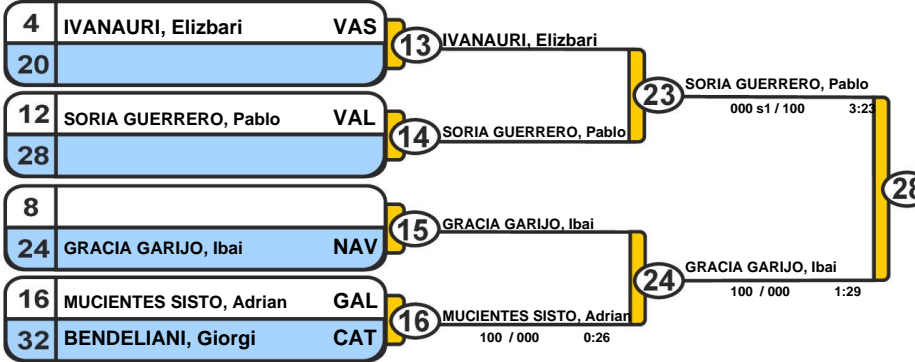 4 IVANAURI, Elizbari VAS
20
13 IVANAURI, Elizbari
12 SORIA GUERRERO, Pablo VAL
28
14 SORIA GUERRERO, Pablo
23 SORIA GUERRERO, Pablo
000 s1 / 100 3:23
8
24 GRACIA GARIJO, Ibai NAV
15 GRACIA GARIJO, Ibai
16 MUCIENTES SISTO, Adrian GAL
32 BENDELIANI, Giorgi CAT
16 MUCIENTES SISTO, Adrian
100 / 000 0:26
24 GRACIA GARIJO, Ibai
100 / 000 1:29
28